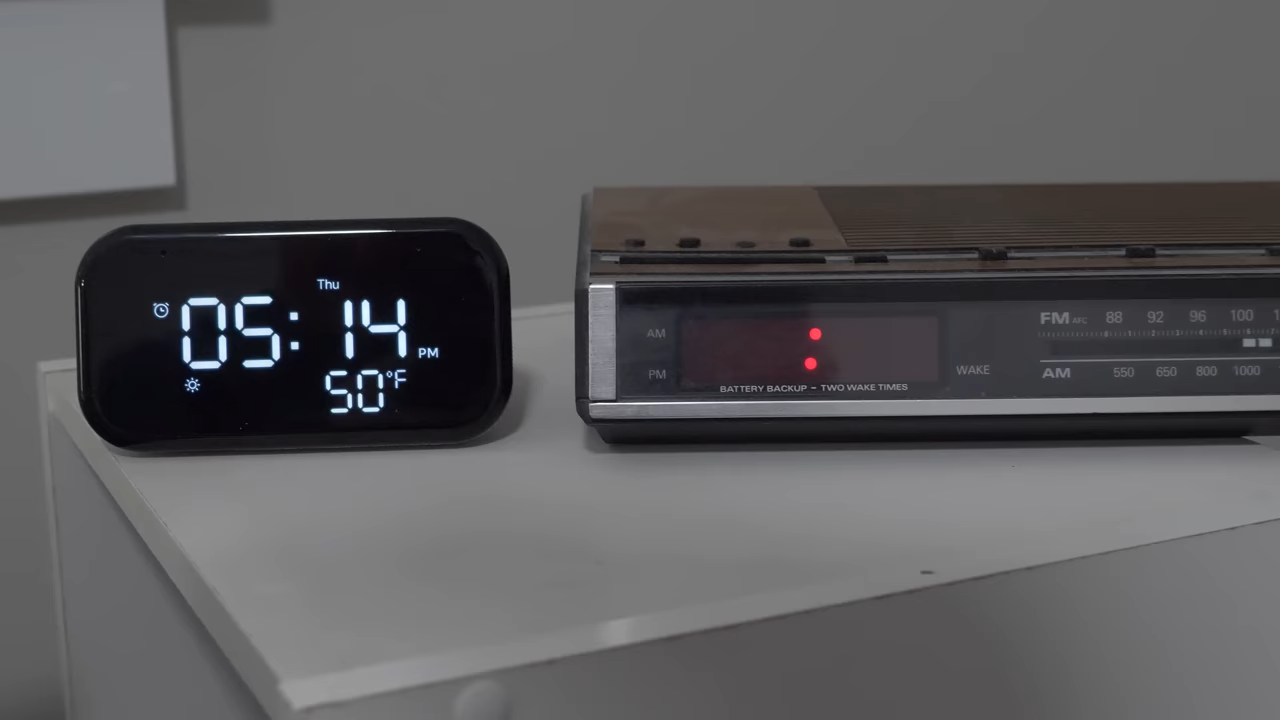 Thu
05:14 PM
50°F
AM
PM
WAKE
BATTERY BACKUP – TWO WAKE TIMES
FM AFC 88 92 96 100
AM 550 650 800 1000